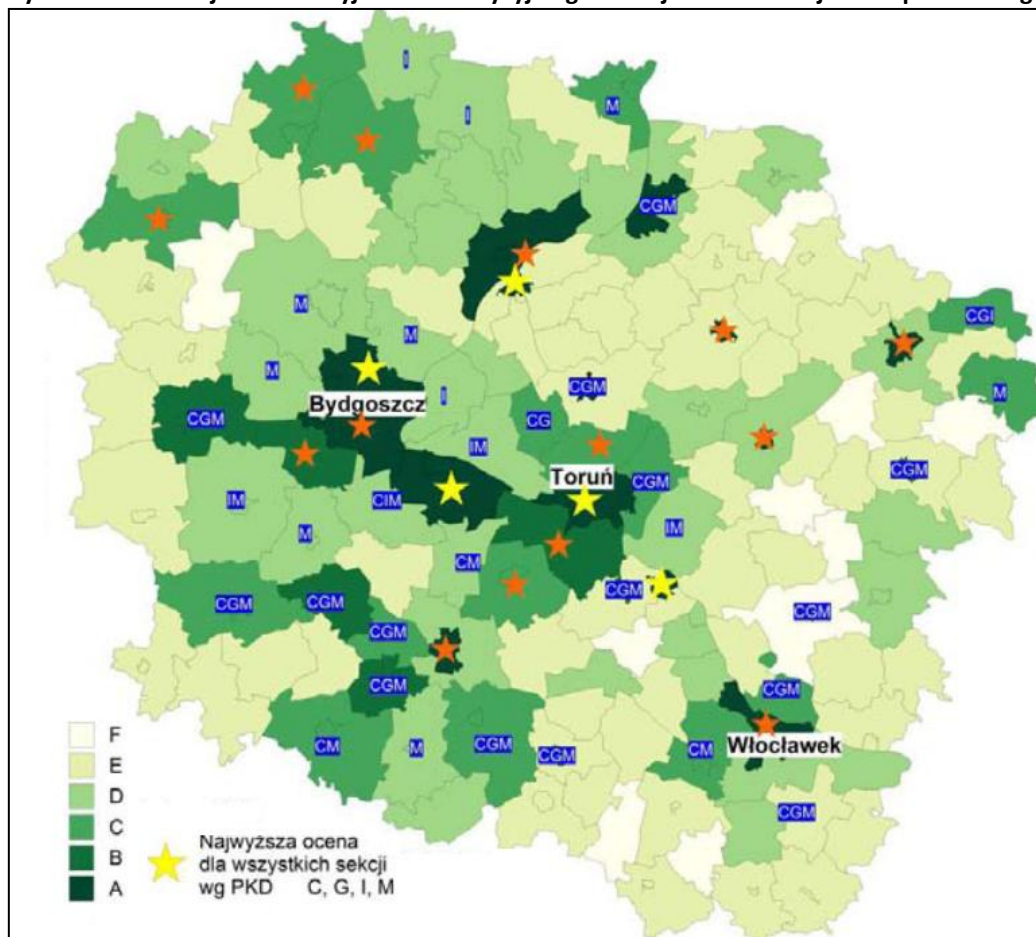 I
I
M
CGM
CGI
M
M
M
M
CGM
Bydgoszcz
I
CGM
CG
IM
Toruń
CGM
CGM
IM
CIM
IM
M
CM
CGM
CGM
CGM
CGM
CGM
CGM
CGM
CM
M
CGM
CGM
CM
Włocławek
CGM
F
E
D
C
B
A
Najwyższa ocena
dla wszystkich sekcji
wg PKD C, G, I, M